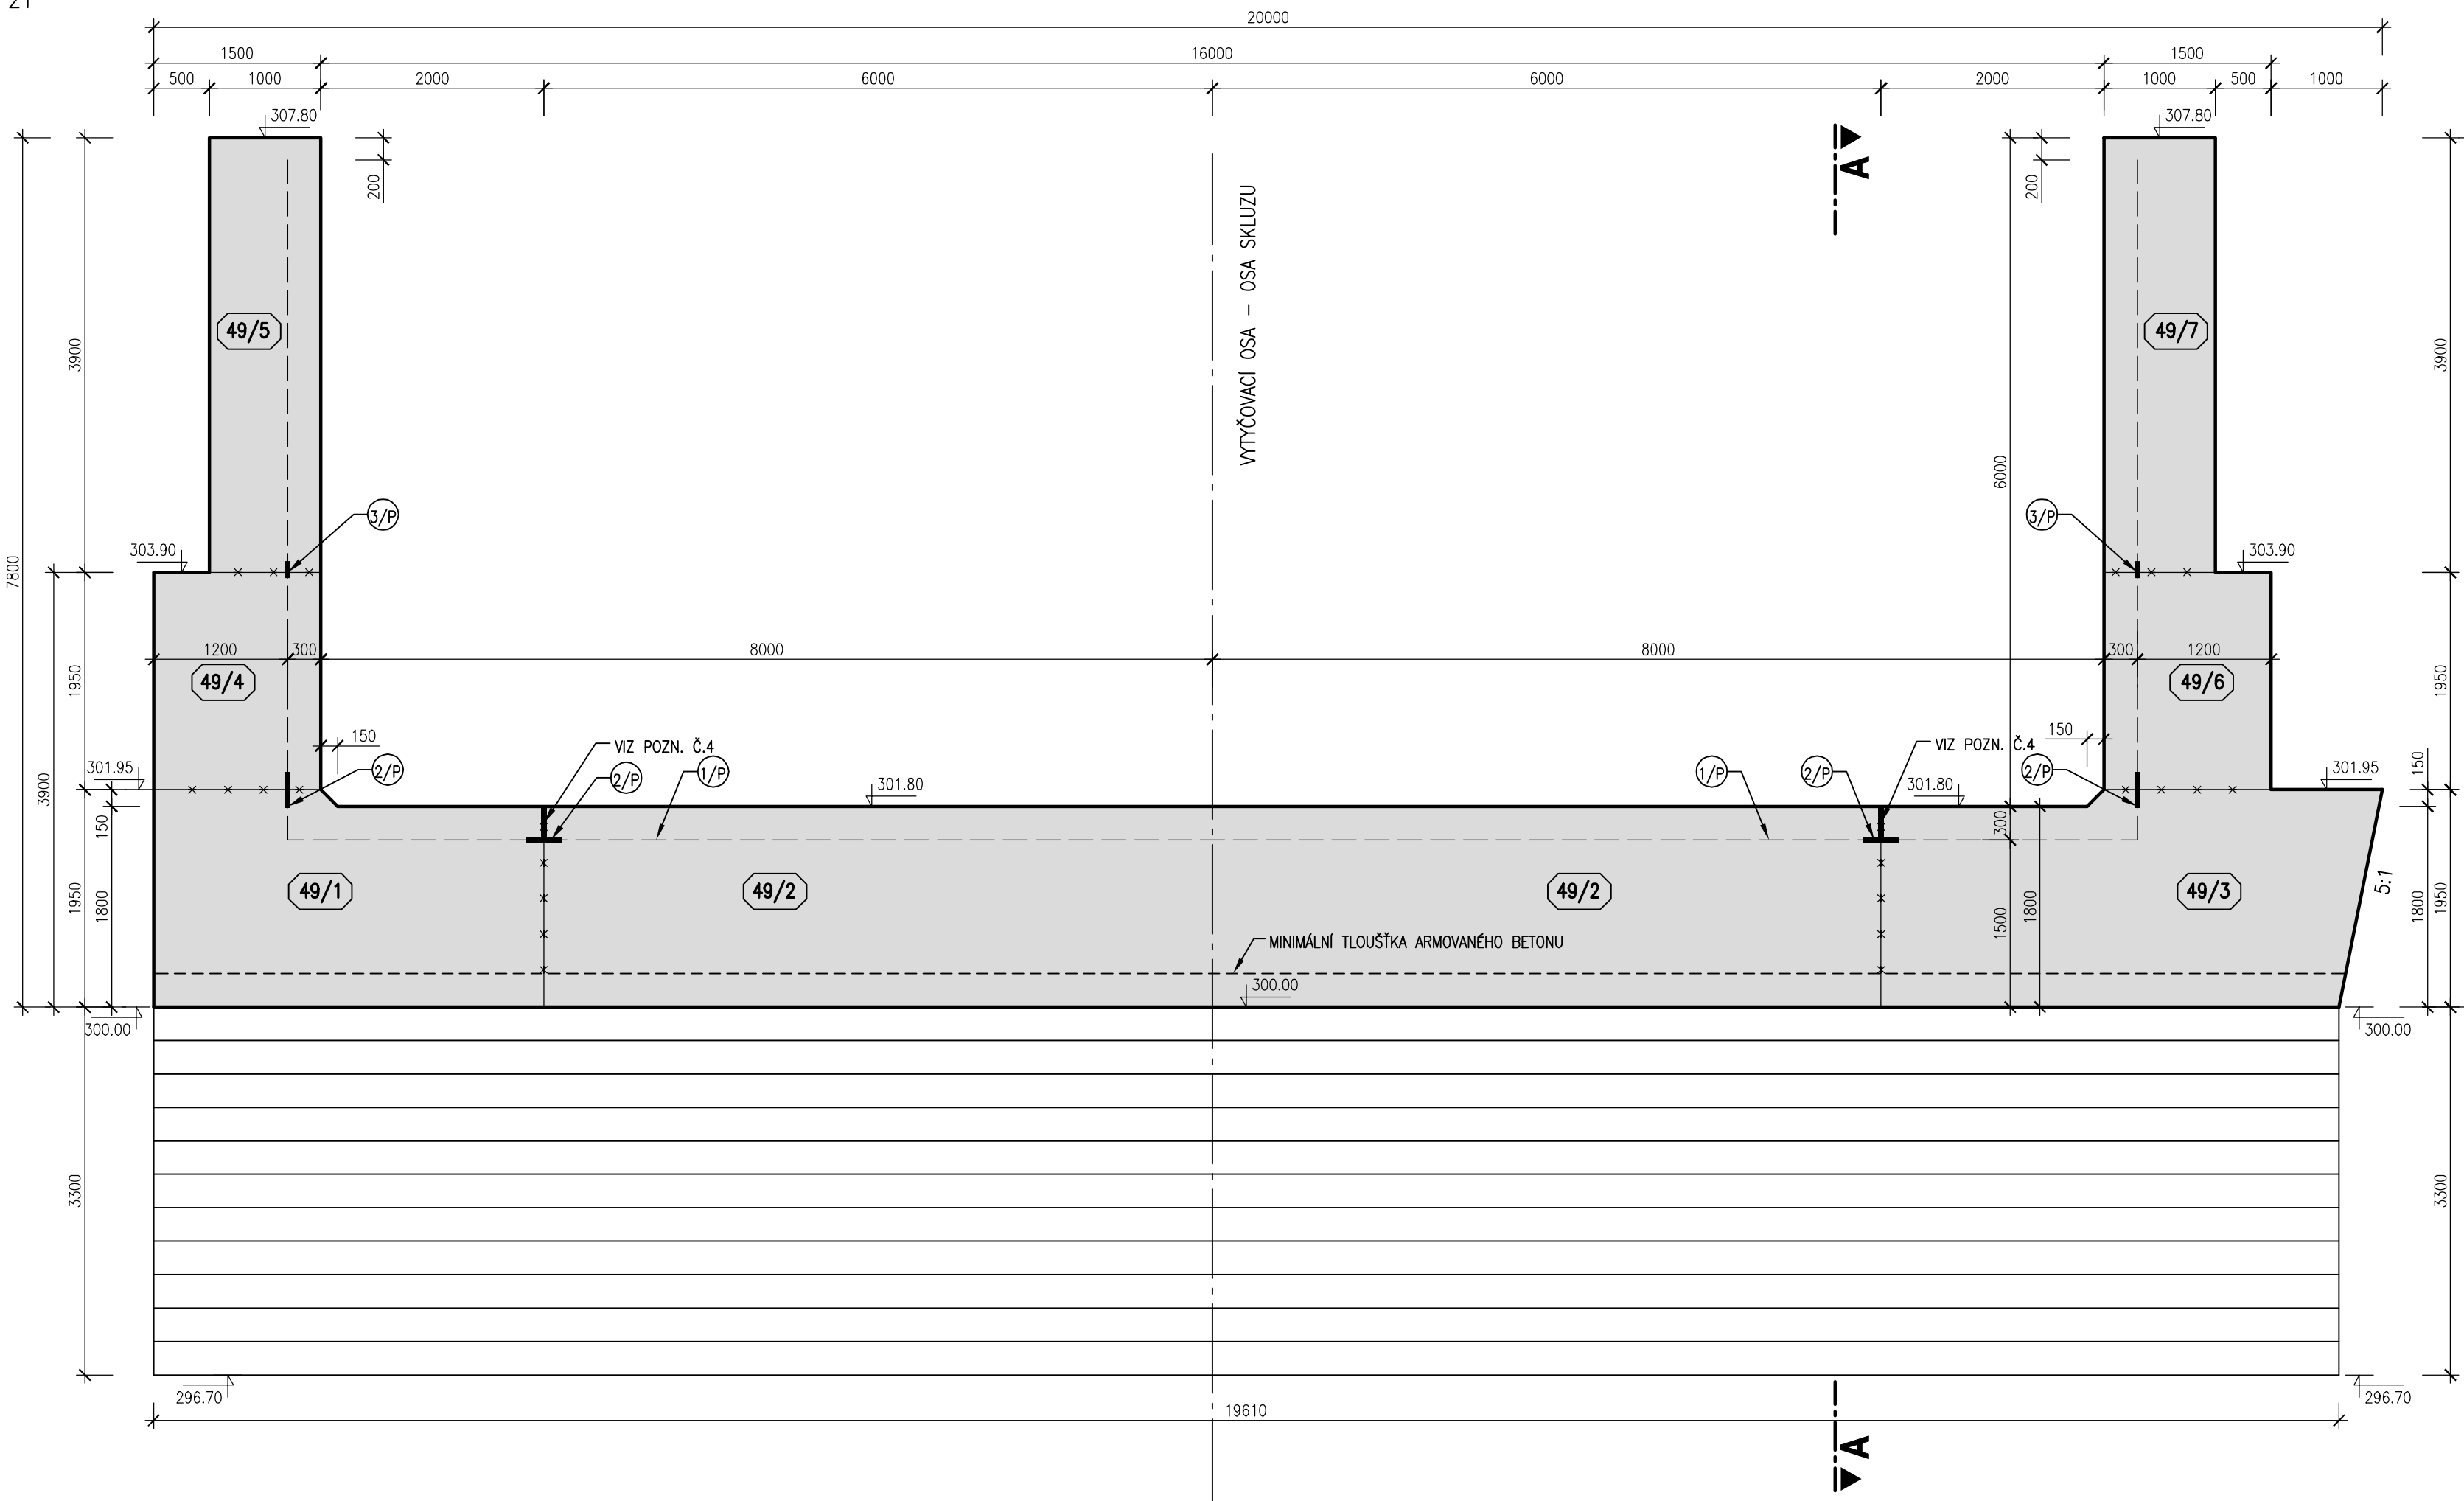 21
20000
1500 16000 1500
500 1000 2000 6000 6000 2000 1000 500 1000
307.80 307.80
200 200
A
VYTYČOVACÍ OSA – OSA SKLUZU
49/5 49/7
3900 3900
6000
3/P 3/P
303.90 303.90
7800
1200 300 8000 8000 300 1200
49/4 49/6
1950 1950
150 VIZ POZN. Č.4 150 VIZ POZN. Č.4
301.95 2/P 2/P 1/P 301.80 1/P 2/P 301.80 2/P 301.95
3900 150 300 150
49/1 49/2 49/2 49/3
5:1
1950 1800 1500 1800 1800 1950
MINIMÁLNÍ TLOUŠŤKA ARMOVANÉHO BETONU
300.00
300.00 300.00
3300 3300
296.70 296.70
19610
A